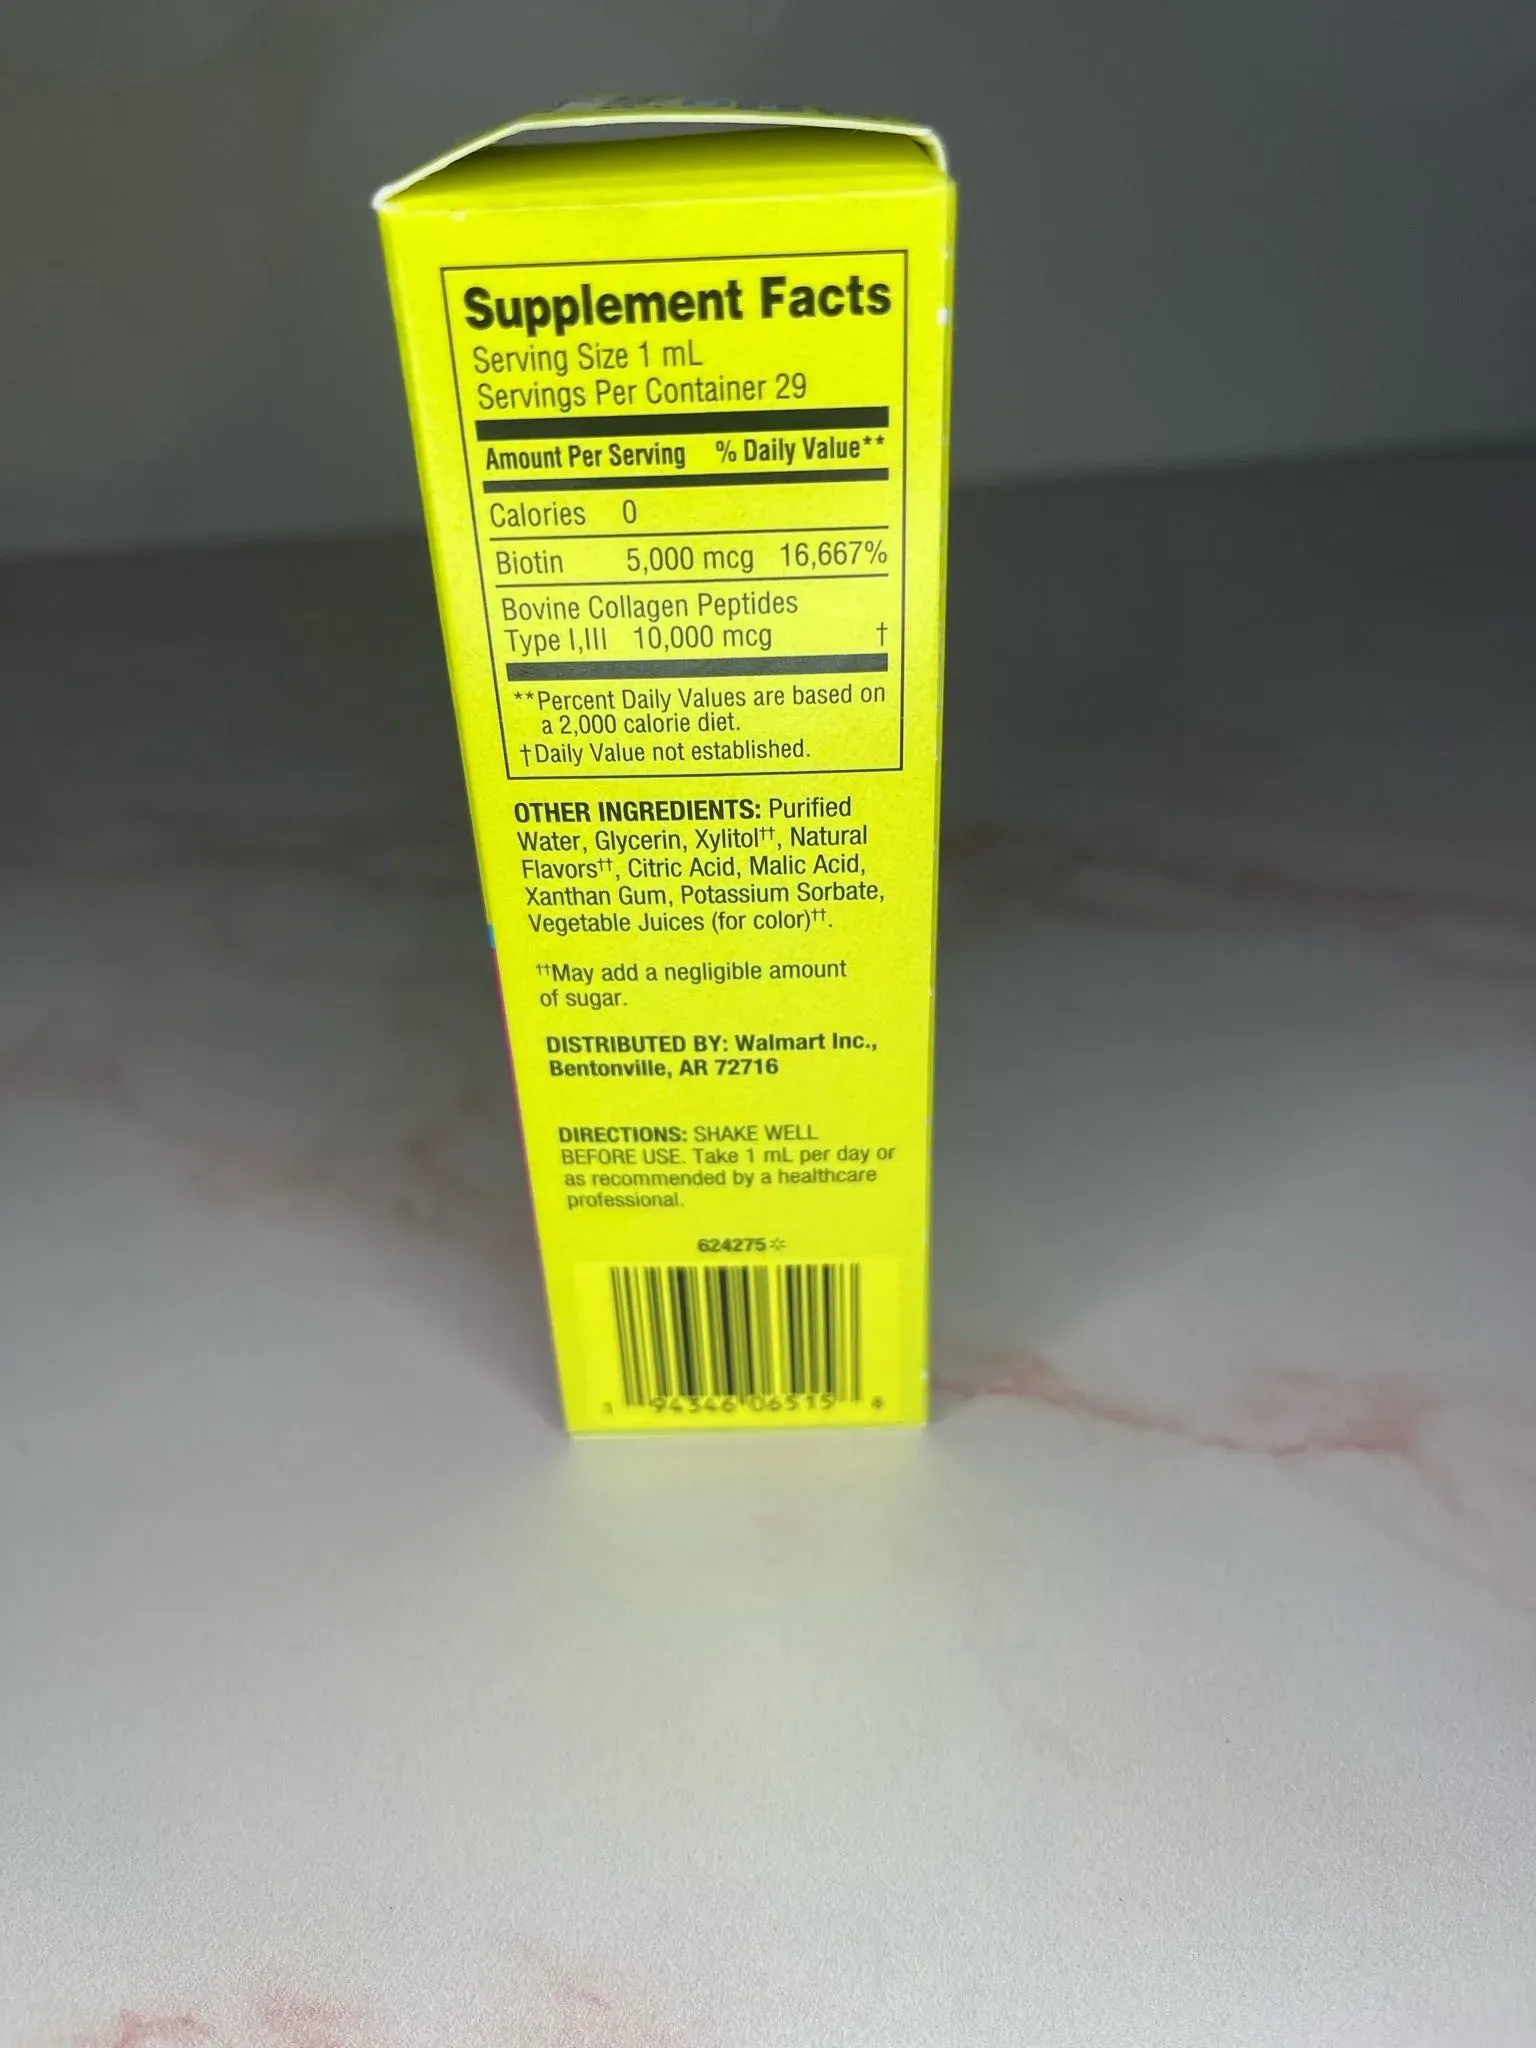 Supplement Facts
Serving Size 1 mL
Servings Per Container 29
Amount Per Serving % Daily Value**
Calories 0
Biotin 5,000 mcg 16,667%
Bovine Collagen Peptides
Type I,III 10,000 mcg †
**Percent Daily Values are based on
a 2,000 calorie diet.
†Daily Value not established.
OTHER INGREDIENTS: Purified
Water, Glycerin, Xylitol††, Natural
Flavors††, Citric Acid, Malic Acid,
Xanthan Gum, Potassium Sorbate,
Vegetable Juices (for color)††.
††May add a negligible amount
of sugar.
DISTRIBUTED BY: Walmart Inc.,
Bentonville, AR 72716
DIRECTIONS: SHAKE WELL
BEFORE USE. Take 1 mL per day or
as recommended by a healthcare
professional.
624275
94346 06515